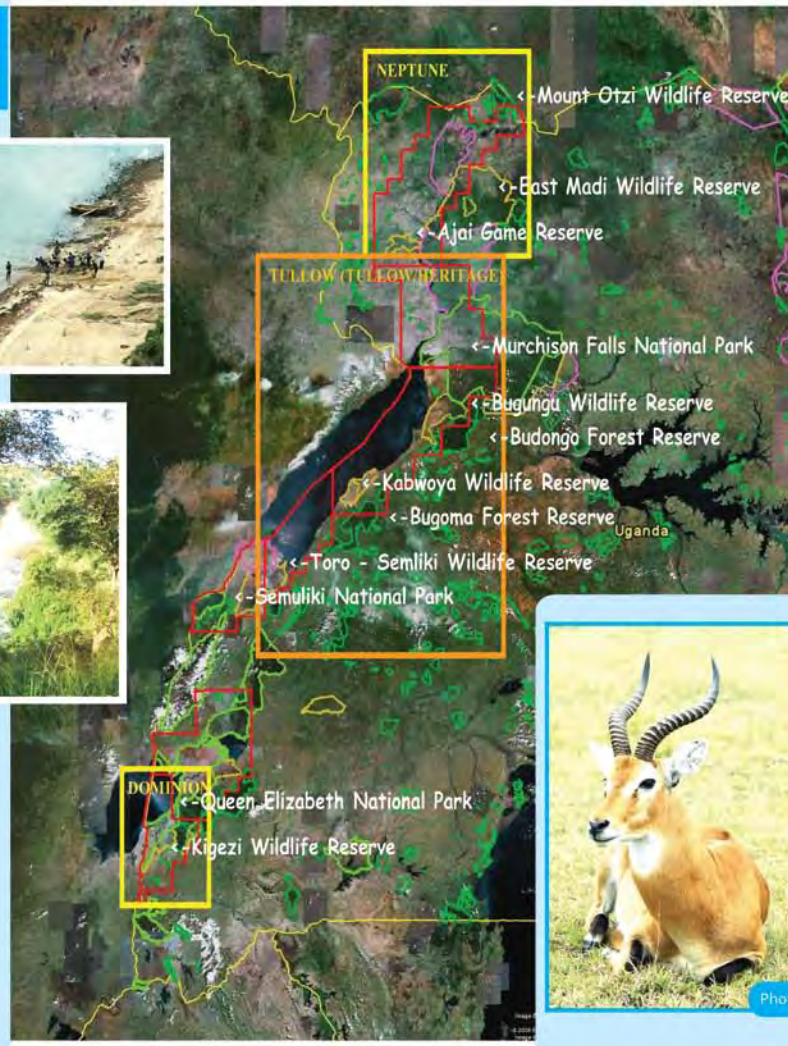 NEPTUNE
<-Mount Otzi Wildlife Reserve
<-East Madi Wildlife Reserve
<-Ajai Game Reserve
TULLOW (TULLOW/HERITAGE)
<-Murchison Falls National Park
<-Bugungu Wildlife Reserve
<-Budongo Forest Reserve
<-Kabwoya Wildlife Reserve
<-Bugoma Forest Reserve
Uganda
<-Toro - Semliki Wildlife Reserve
<-Semuliki National Park
DOMINION
<-Queen Elizabeth National Park
<-Kigezi Wildlife Reserve
Pho